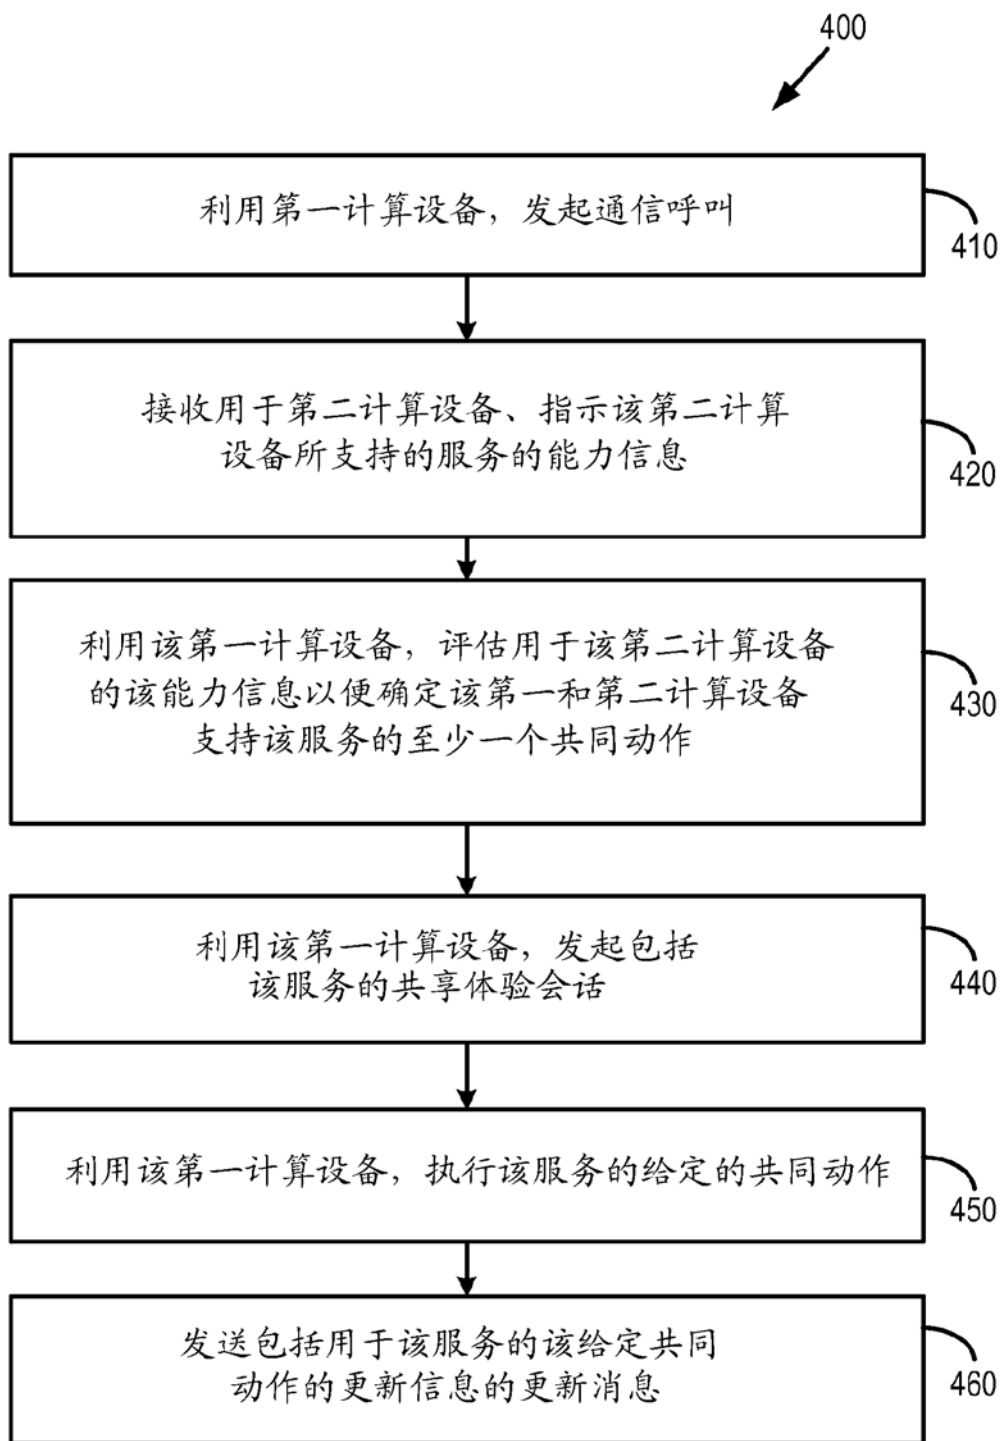 400
利用第一计算设备，发起通信呼叫
410
接收用于第二计算设备、指示该第二计算
设备所支持的服务的能力信息
420
利用该第一计算设备，评估用于该第二计算设备
的该能力信息以便确定该第一和第二计算设备
支持该服务的至少一个共同动作
430
利用该第一计算设备，发起包括
该服务的共享体验会话
440
利用该第一计算设备，执行该服务的给定的共同动作
450
发送包括用于该服务的该给定共同
动作的更新信息的更新消息
460